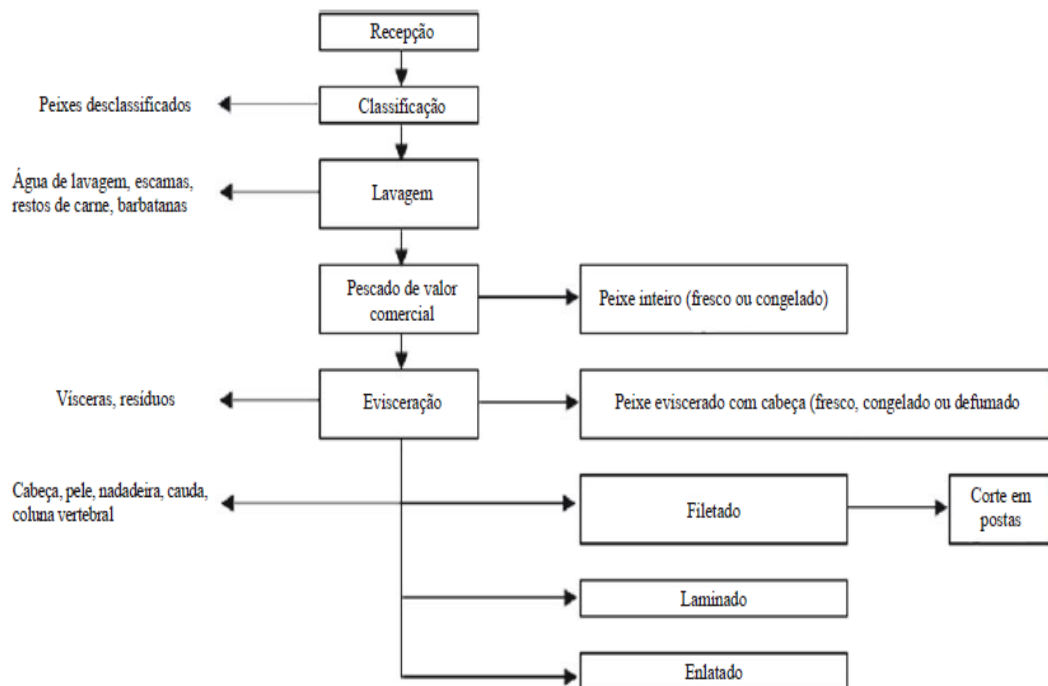 Recepção
Peixes desclassificados
Classificação
Água de lavagem, escamas,
restos de carne, barbatanas
Lavagem
Pescado de valor
comercial
Peixe inteiro (fresco ou congelado)
Vísceras, resíduos
Evisceração
Peixe eviscerado com cabeça (fresco, congelado ou defumado
Cabeça, pele, nadadeira, cauda,
coluna vertebral
Filetado
Corte em
postas
Laminado
Enlatado